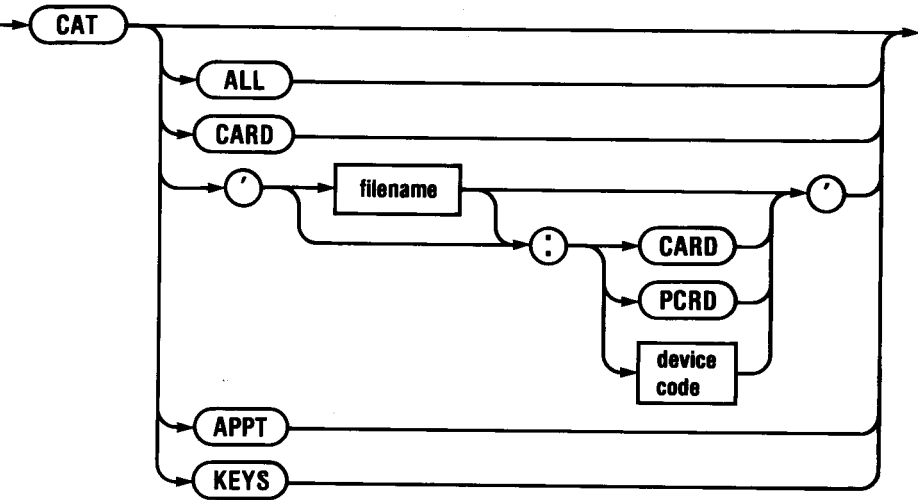 CAT
ALL
CARD
' filename '
: CARD
PCRD
device
code
APPT
KEYS